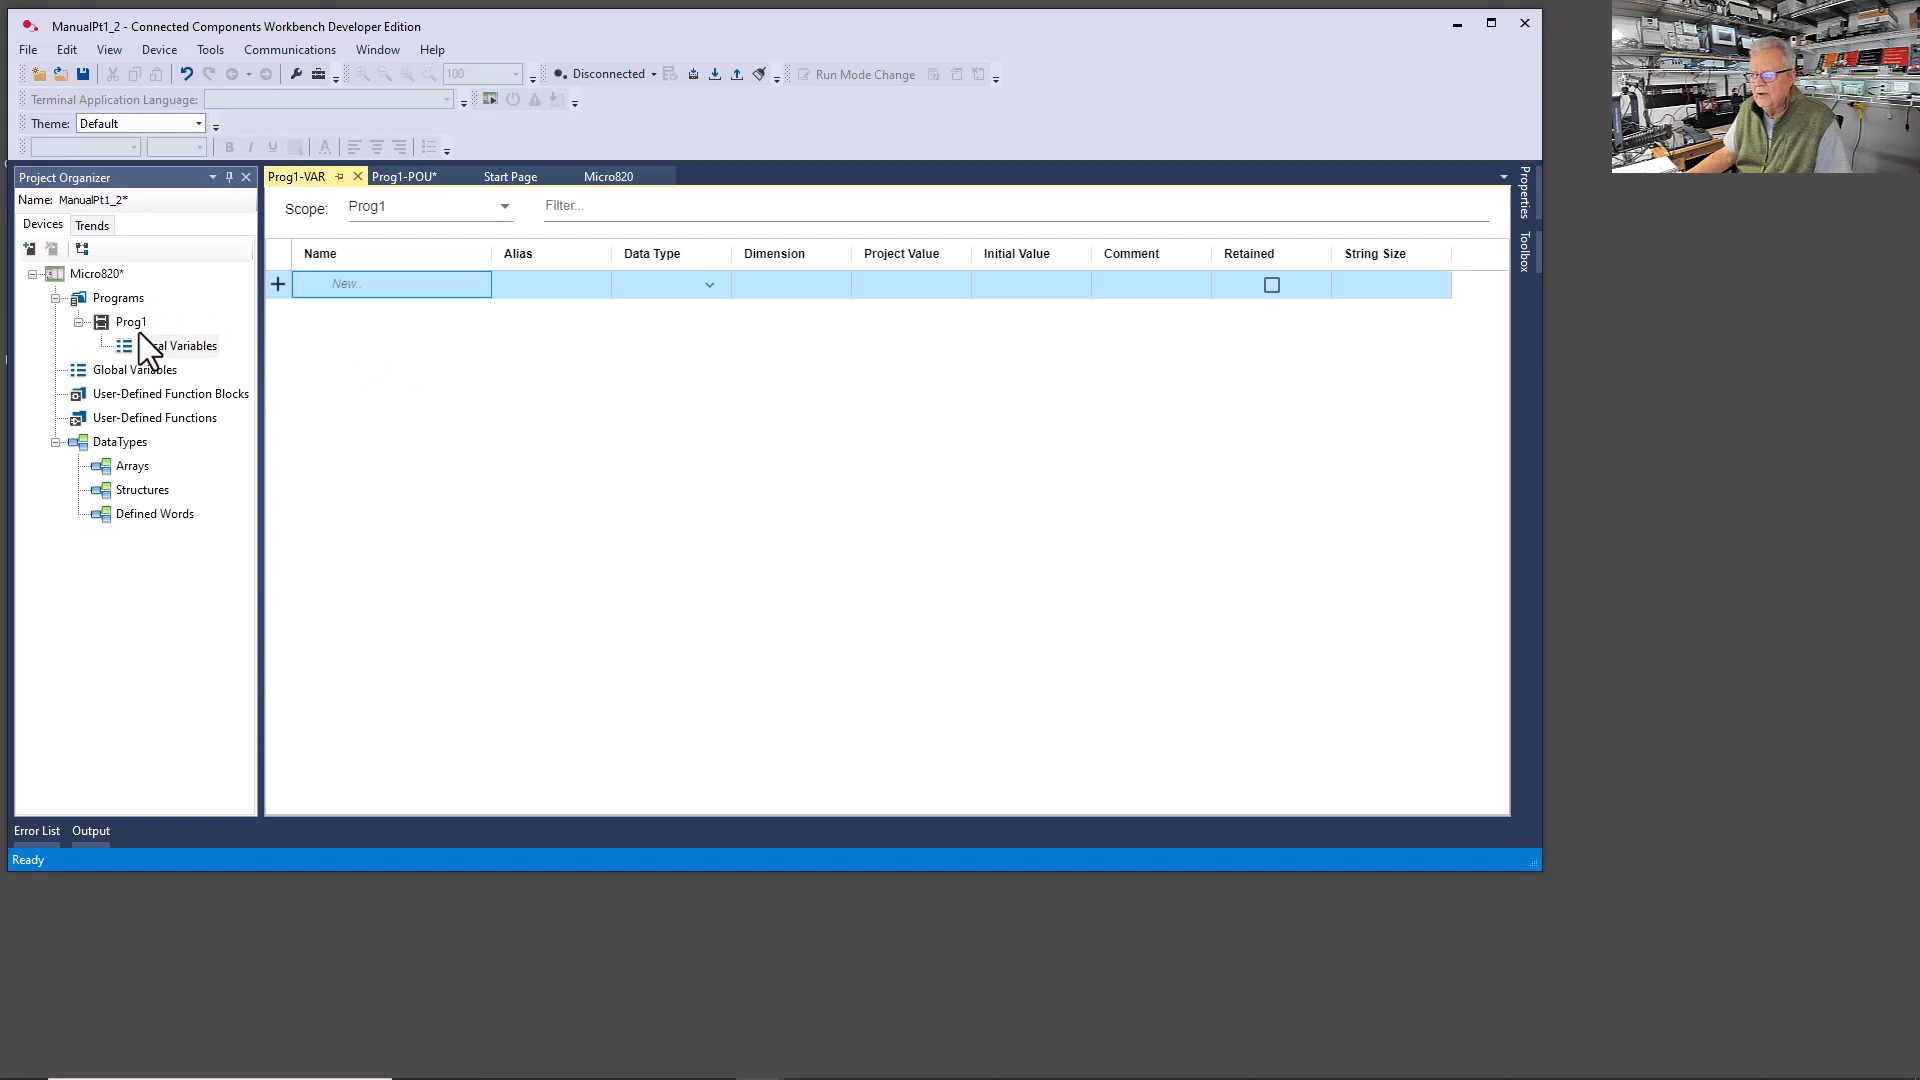 ManualPt1_2 - Connected Components Workbench Developer Edition
File Edit View Device Tools Communications Window Help
100 Disconnected Run Mode Change
Terminal Application Language:
Theme: Default
B I U A
Project Organizer
Name: ManualPt1_2*
Devices Trends
Micro820*
Programs
Prog1
cal Variables
Global Variables
User-Defined Function Blocks
User-Defined Functions
DataTypes
Arrays
Structures
Defined Words
Prog1-VAR Prog1-POU* Start Page Micro820
Scope: Prog1 Filter...
Name Alias Data Type Dimension Project Value Initial Value Comment Retained String Size
New..
Properties
Toolbox
Error List Output
Ready